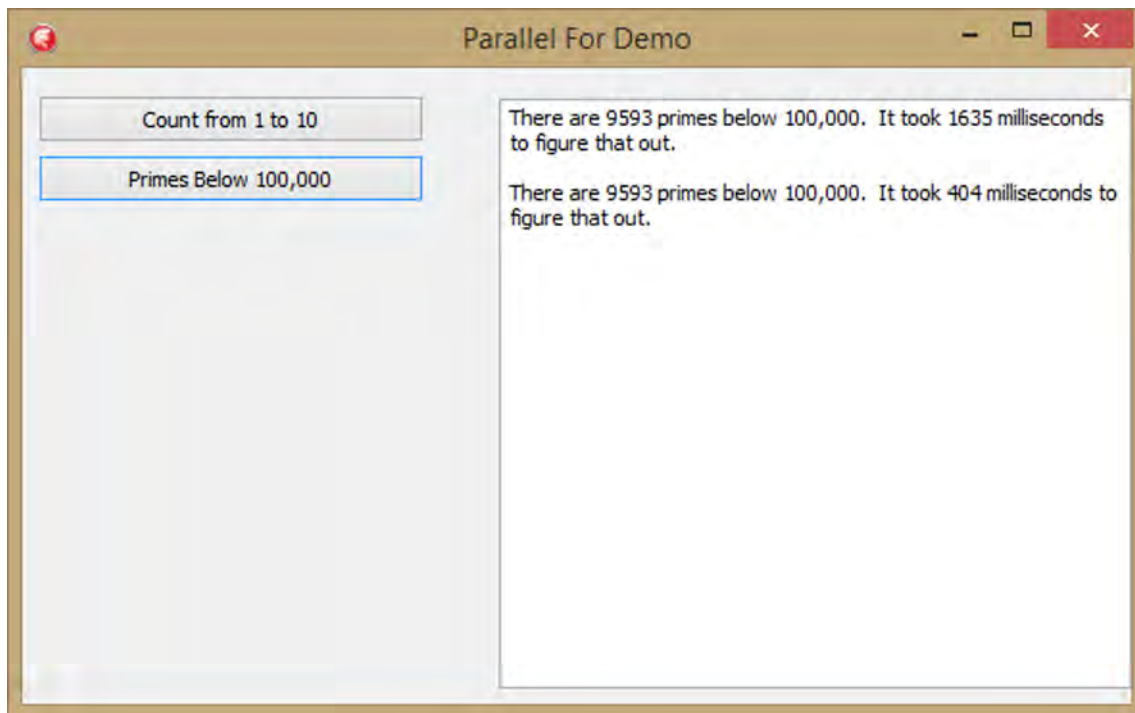 Parallel For Demo
Count from 1 to 10
Primes Below 100,000
There are 9593 primes below 100,000.  It took 1635 milliseconds
to figure that out.
There are 9593 primes below 100,000.  It took 404 milliseconds to
figure that out.